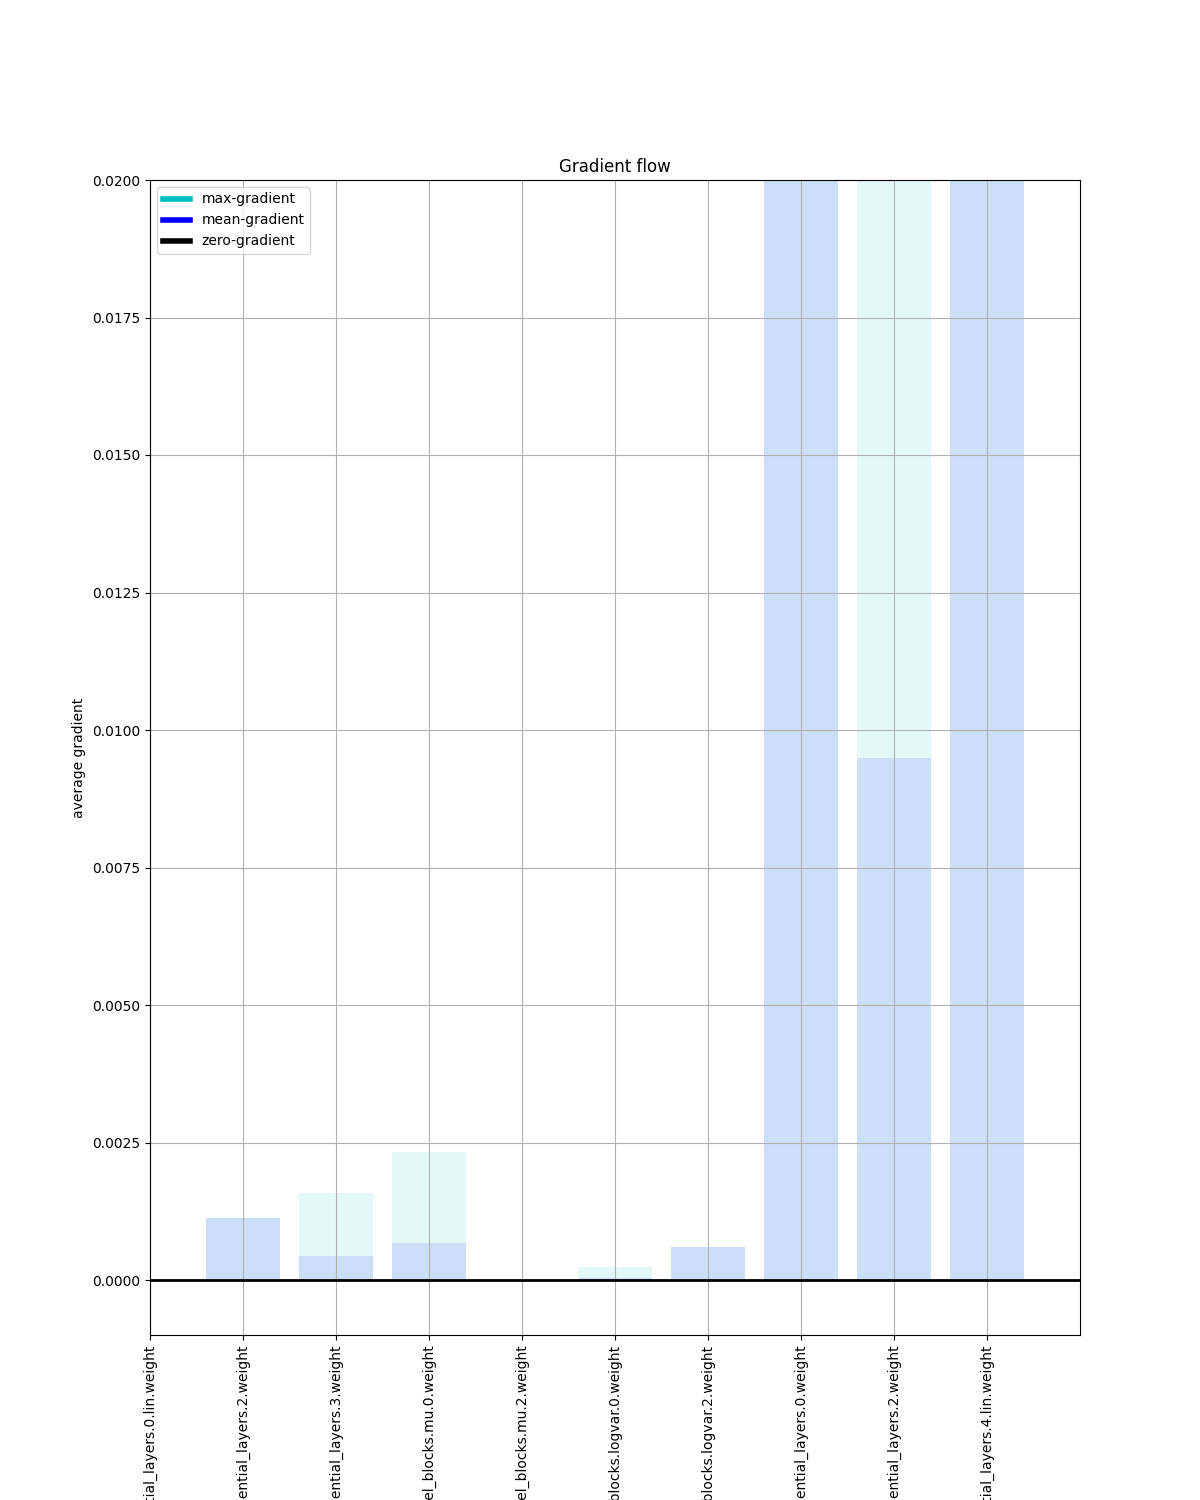 Gradient flow
max-gradient
mean-gradient
zero-gradient
0.0200
0.0175
0.0150
0.0125
0.0100
0.0075
0.0050
0.0025
0.0000
average gradient
tial_layers.0.lin.weight
ential_layers.2.weight
ential_layers.3.weight
el_blocks.mu.0.weight
el_blocks.mu.2.weight
blocks.logvar.0.weight
blocks.logvar.2.weight
ential_layers.0.weight
ential_layers.2.weight
tial_layers.4.lin.weight